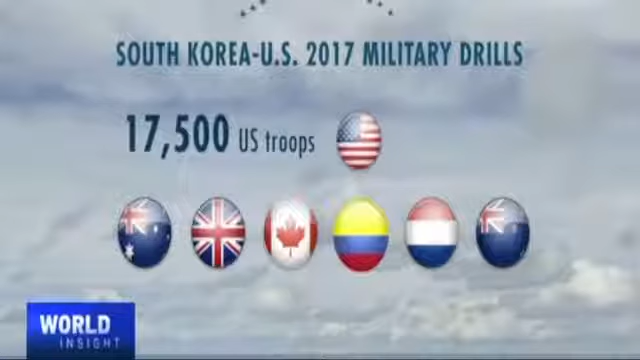 SOUTH KOREA-U.S. 2017 MILITARY DRILLS
17,500 US troops
WORLD
INSIGHT